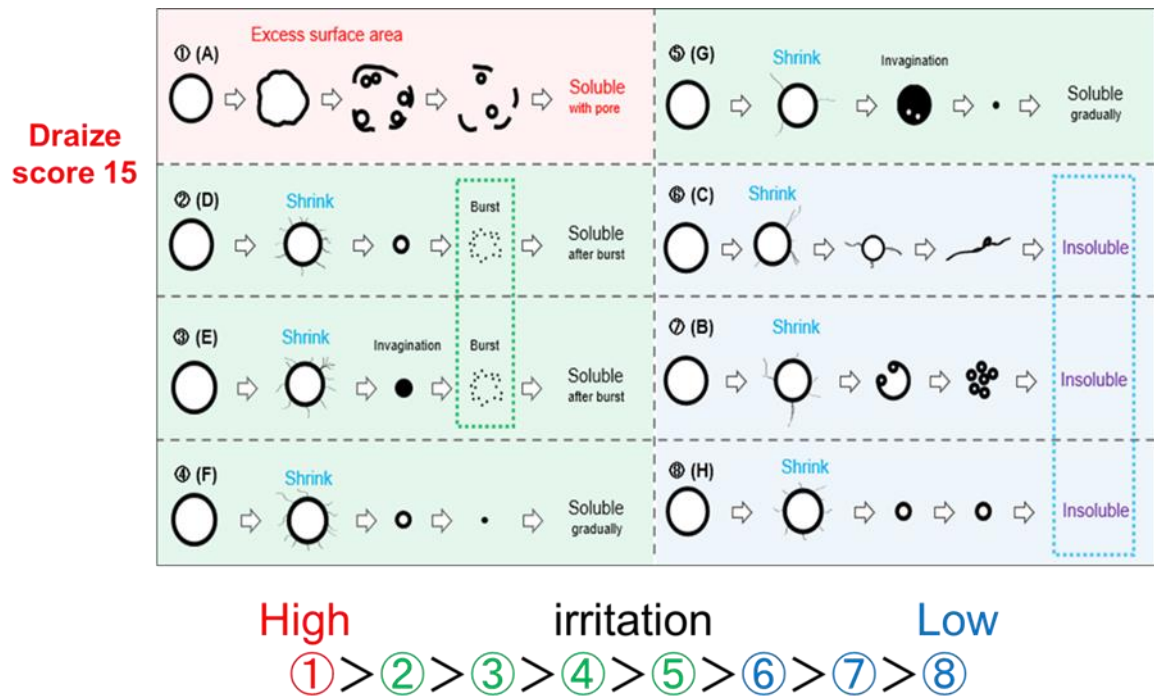 Draize
score 15
① (A)
Excess surface area
Soluble
with pore
② (D)
Shrink
Burst
Soluble
after burst
③ (E)
Shrink
Invagination
Burst
Soluble
after burst
④ (F)
Shrink
Soluble
gradually
⑤ (G)
Shrink
Invagination
Soluble
gradually
⑥ (C)
Shrink
Insoluble
⑦ (B)
Shrink
Insoluble
⑧ (H)
Shrink
Insoluble
High irritation Low
①>②>③>④>⑤>⑥>⑦>⑧